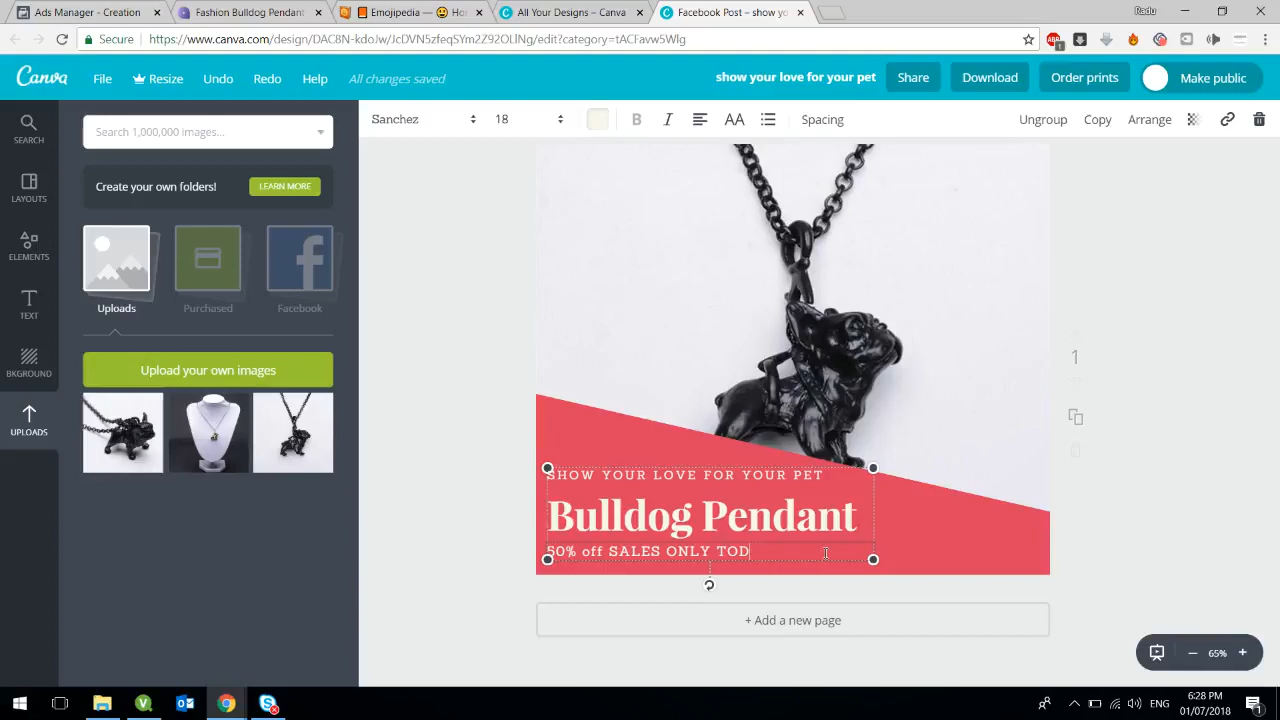 Ads Manager - Creation
Fashion Bulldog Pendant
Emojipedia — 😀 Ho
All Your Designs – Canva
Facebook Post – show yo
Radu
Secure
https://www.canva.com/design/DAC8N-kdoJw/JcDVN5zfeqSYm2Z92OLlNg/edit?category=tACFavw5Wlg
ABP
1
Canva
File
Resize
Undo
Redo
Help
All changes saved
show your love for your pet
Share
Download
Order prints
Make public
Search 1,000,000 images...
Sanchez
18
B
I
AA
Spacing
Ungroup
Copy
Arrange
SEARCH
LAYOUTS
ELEMENTS
TEXT
BKGROUND
UPLOADS
Create your own folders!
LEARN MORE
Uploads
Purchased
Facebook
Upload your own images
SHOW YOUR LOVE FOR YOUR PET
Bulldog Pendant
50% off SALES ONLY TOD
1
+ Add a new page
65%
ENG
6:28 PM
01/07/2018